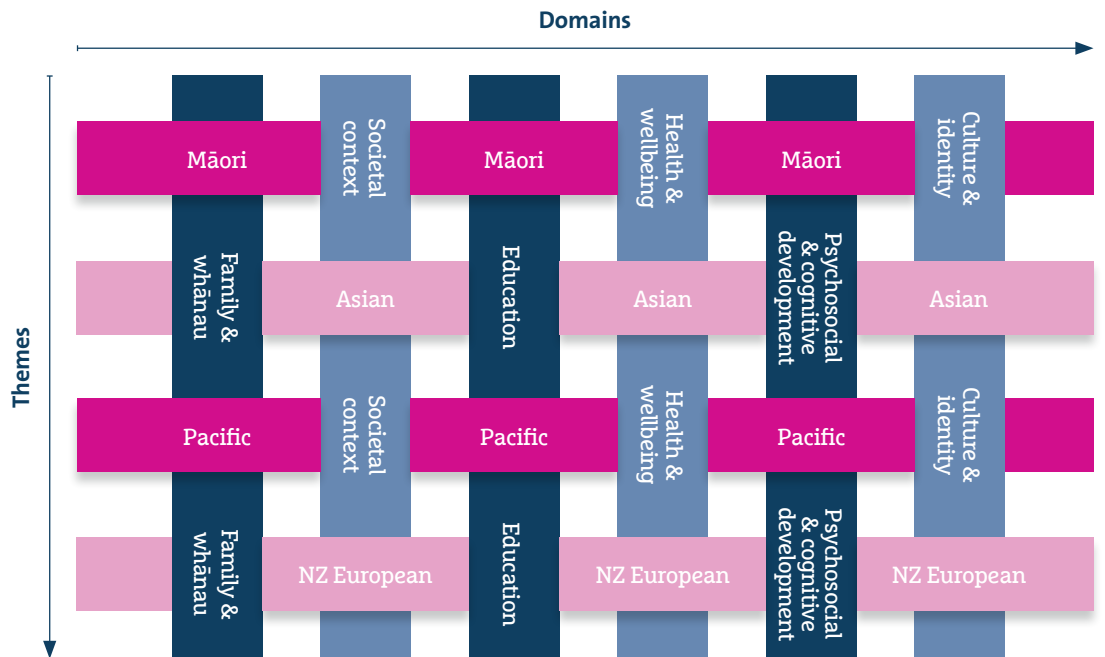 Domains
Themes
Societal
context
Health &
wellbeing
Culture &
identity
Māori
Māori
Māori
Family &
whānau
Education
Psychosocial
& cognitive
development
Asian
Asian
Asian
Societal
context
Health &
wellbeing
Culture &
identity
Pacific
Pacific
Pacific
Family &
whānau
Education
Psychosocial
& cognitive
development
NZ European
NZ European
NZ European